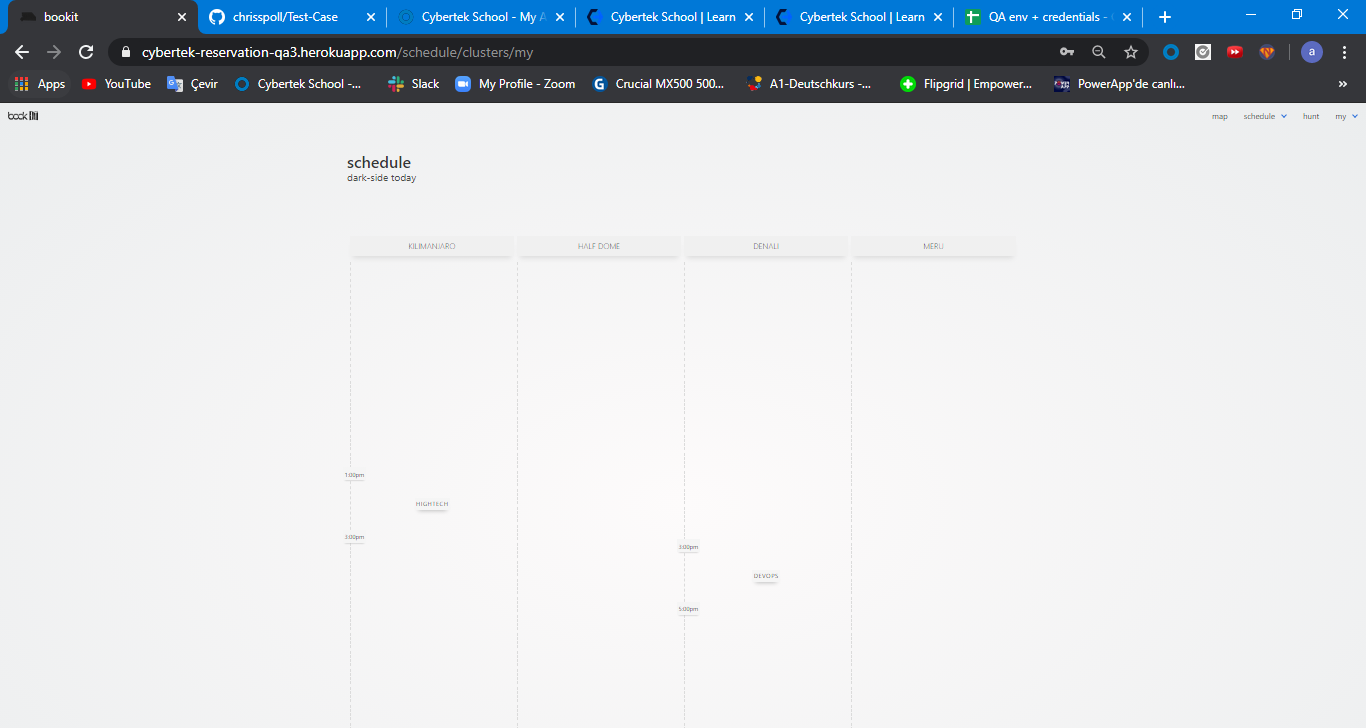 bookit
chrisspoll/Test-Case
Cybertek School - My A
Cybertek School | Learn
Cybertek School | Learn
QA env + credentials -
cybertek-reservation-qa3.herokuapp.com/schedule/clusters/my
a
Apps
YouTube
Çevir
Cybertek School -...
Slack
My Profile - Zoom
Crucial MX500 500...
A1-Deutschkurs -...
Flipgrid | Empower...
PowerApp'de canlı...
»
book it
map
schedule
hunt
my
schedule
dark-side today
KILIMANJARO
HALF DOME
DENALI
MERU
1:00pm
HIGHTECH
3:00pm
3:00pm
DEVOPS
5:00pm